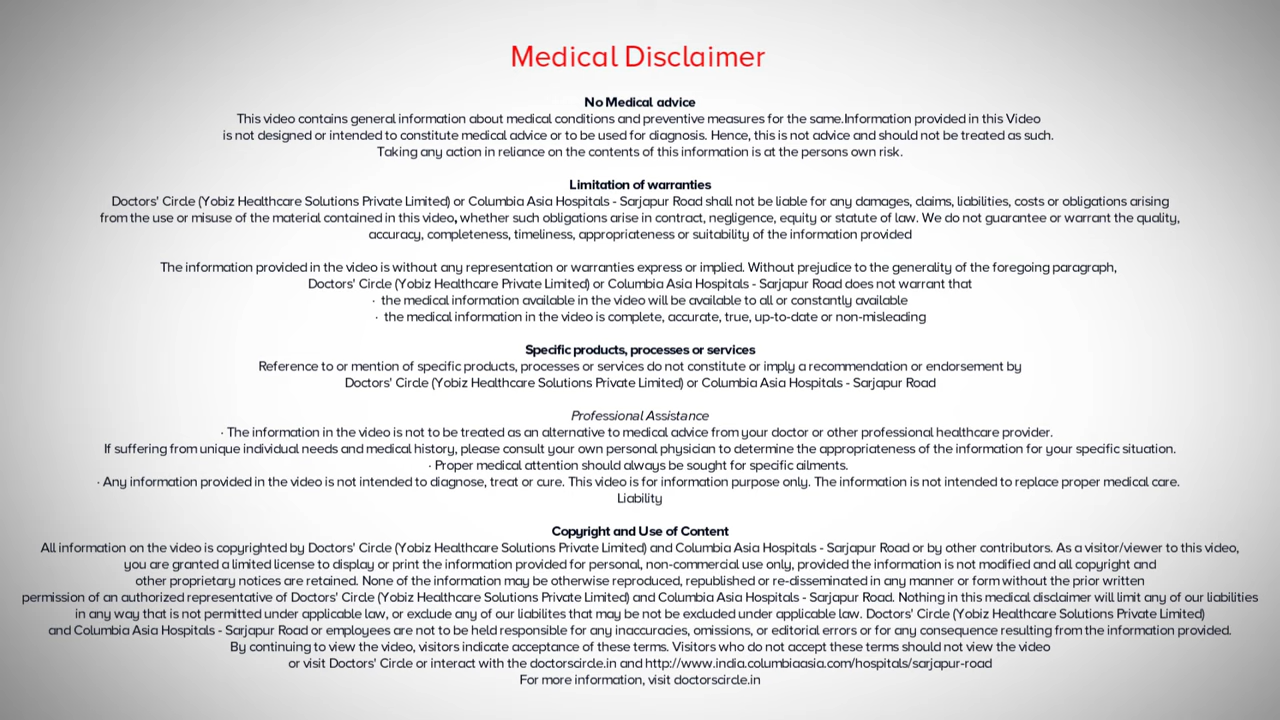 Medical Disclaimer
No Medical advice
This video contains general information about medical conditions and preventive measures for the same.Information provided in this Video
is not designed or intended to constitute medical advice or to be used for diagnosis. Hence, this is not advice and should not be treated as such.
Taking any action in reliance on the contents of this information is at the persons own risk.
Limitation of warranties
Doctors' Circle (Yobiz Healthcare Solutions Private Limited) or Columbia Asia Hospitals - Sarjapur Road shall not be liable for any damages, claims, liabilities, costs or obligations arising
from the use or misuse of the material contained in this video, whether such obligations arise in contract, negligence, equity or statute of law. We do not guarantee or warrant the quality,
accuracy, completeness, timeliness, appropriateness or suitability of the information provided
The information provided in the video is without any representation or warranties express or implied. Without prejudice to the generality of the foregoing paragraph,
Doctors' Circle (Yobiz Healthcare Private Limited) or Columbia Asia Hospitals - Sarjapur Road does not warrant that
· the medical information available in the video will be available to all or constantly available
· the medical information in the video is complete, accurate, true, up-to-date or non-misleading
Specific products, processes or services
Reference to or mention of specific products, processes or services do not constitute or imply a recommendation or endorsement by
Doctors' Circle (Yobiz Healthcare Solutions Private Limited) or Columbia Asia Hospitals - Sarjapur Road
Professional Assistance
· The information in the video is not to be treated as an alternative to medical advice from your doctor or other professional healthcare provider.
If suffering from unique individual needs and medical history, please consult your own personal physician to determine the appropriateness of the information for your specific situation.
· Proper medical attention should always be sought for specific ailments.
· Any information provided in the video is not intended to diagnose, treat or cure. This video is for information purpose only. The information is not intended to replace proper medical care.
Liability
Copyright and Use of Content
All information on the video is copyrighted by Doctors' Circle (Yobiz Healthcare Solutions Private Limited) and Columbia Asia Hospitals - Sarjapur Road or by other contributors. As a visitor/viewer to this video,
you are granted a limited license to display or print the information provided for personal, non-commercial use only, provided the information is not modified and all copyright and
other proprietary notices are retained. None of the information may be otherwise reproduced, republished or re-disseminated in any manner or form without the prior written
permission of an authorized representative of Doctors' Circle (Yobiz Healthcare Solutions Private Limited) and Columbia Asia Hospitals - Sarjapur Road. Nothing in this medical disclaimer will limit any of our liabilities
in any way that is not permitted under applicable law, or exclude any of our liabilites that may be not be excluded under applicable law. Doctors' Circle (Yobiz Healthcare Solutions Private Limited)
and Columbia Asia Hospitals - Sarjapur Road or employees are not to be held responsible for any inaccuracies, omissions, or editorial errors or for any consequence resulting from the information provided.
By continuing to view the video, visitors indicate acceptance of these terms. Visitors who do not accept these terms should not view the video
or visit Doctors' Circle or interact with the doctorscircle.in and http://www.india.columbiaasia.com/hospitals/sarjapur-road
For more information, visit doctorscircle.in